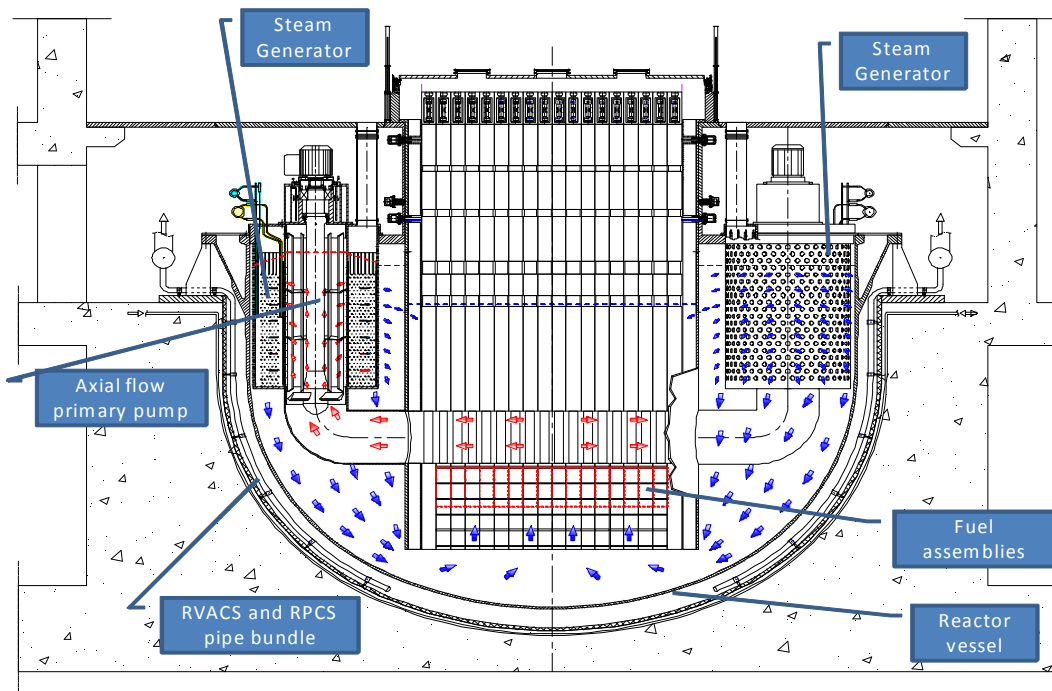 Steam
Generator
Steam
Generator
Axial flow
primary pump
Fuel
assemblies
RVACS and RPCS
pipe bundle
Reactor
vessel